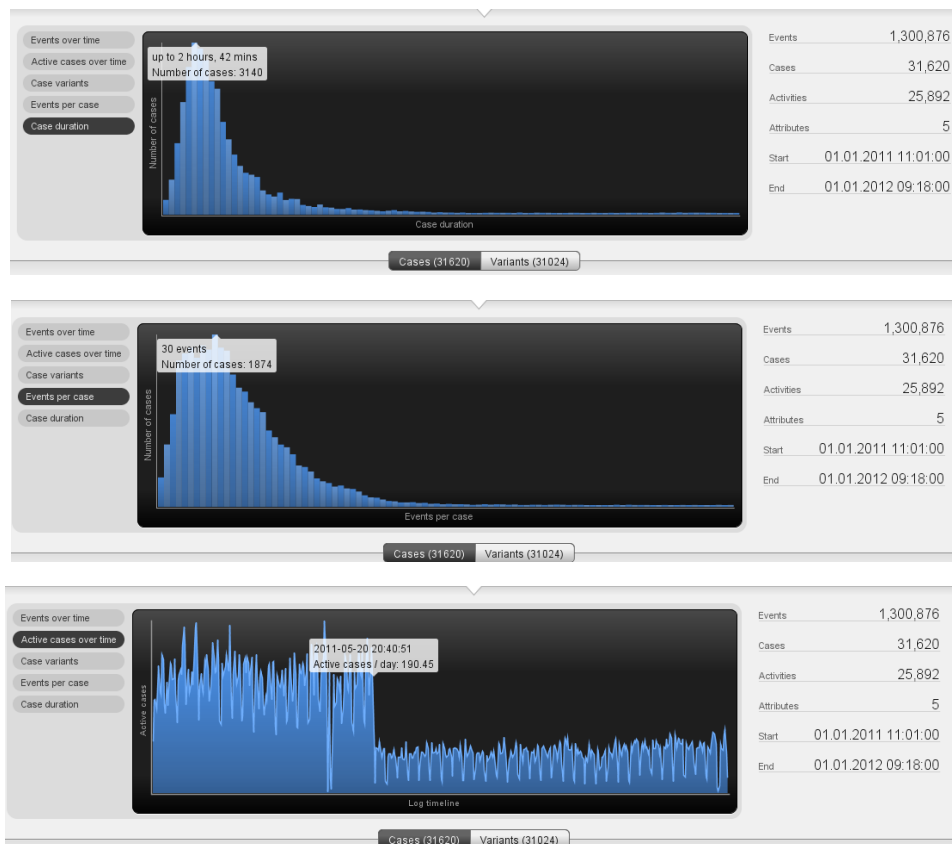 Events over time
Active cases over time
Case variants
Events per case
Case duration
up to 2 hours, 42 mins
Number of cases: 3140
Number of cases
Case duration
Events 1,300,876
Cases 31,620
Activities 25,892
Attributes 5
Start 01.01.2011 11:01:00
End 01.01.2012 09:18:00
Cases (31620) Variants (31024)
Events over time
Active cases over time
Case variants
Events per case
Case duration
30 events
Number of cases: 1874
Number of cases
Events per case
Events 1,300,876
Cases 31,620
Activities 25,892
Attributes 5
Start 01.01.2011 11:01:00
End 01.01.2012 09:18:00
Cases (31620) Variants (31024)
Events over time
Active cases over time
Case variants
Events per case
Case duration
2011-05-20 20:40:51
Active cases / day: 190.45
Active cases
Log timeline
Events 1,300,876
Cases 31,620
Activities 25,892
Attributes 5
Start 01.01.2011 11:01:00
End 01.01.2012 09:18:00
Cases (31620) Variants (31024)